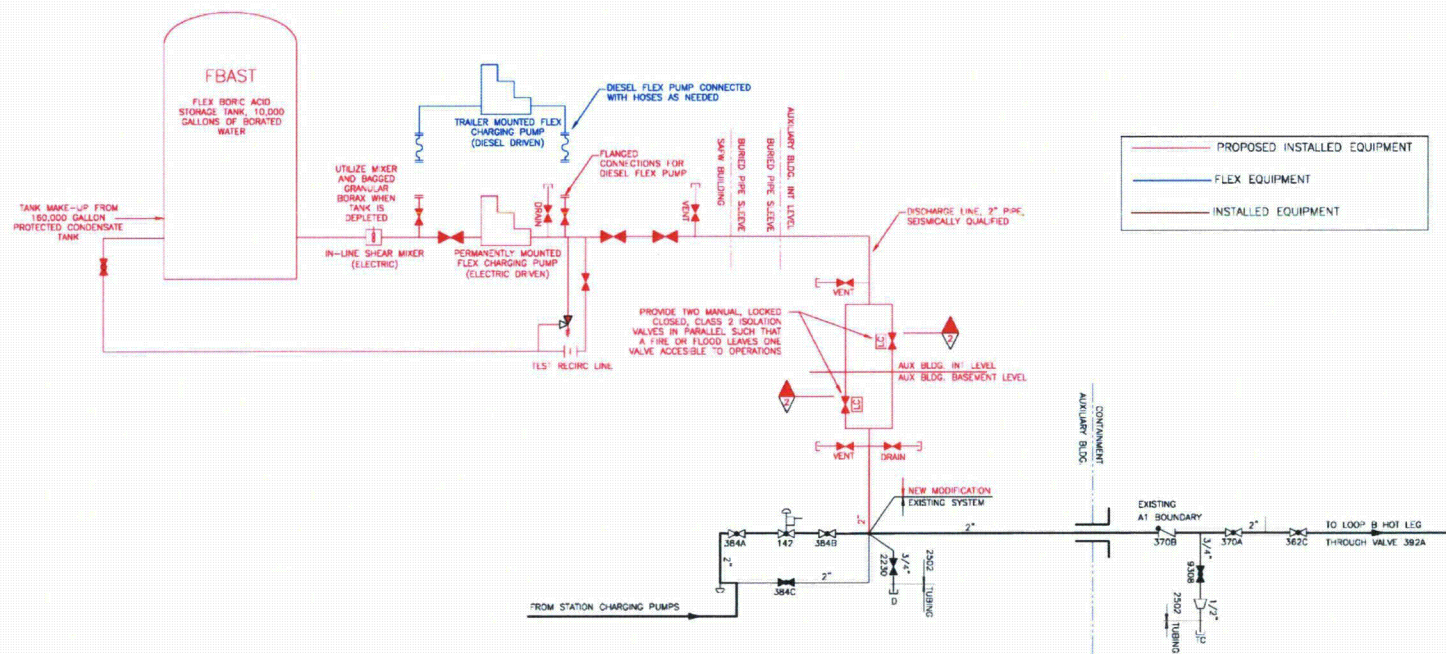 FBAST
FLEX BORIC ACID
STORAGE TANK, 10,000
GALLONS OF BORATED
WATER
TANK MAKE-UP FROM
160,000 GALLON
PROTECTED CONDENSATE
TANK
UTILIZE MIXER
AND BAGGED
GRANULAR
BORAX WHEN
TANK IS
DEPLETED
IN-LINE SHEAR MIXER
(ELECTRIC)
TRAILER MOUNTED FLEX
CHARGING PUMP
(DIESEL DRIVEN)
DIESEL FLEX PUMP CONNECTED
WITH HOSES AS NEEDED
PERMANENTLY MOUNTED
FLEX CHARGING PUMP
(ELECTRIC DRIVEN)
FLANGED
CONNECTIONS FOR
DIESEL FLEX PUMP
DRAIN
VENT
SAFW BUILDING
BURIED PIPE SLEEVE
BURIED PIPE SLEEVE
AUXILIARY BLDG. INT LEVEL
DISCHARGE LINE, 2" PIPE,
SEISMICALLY QUALIFIED
PROPOSED INSTALLED EQUIPMENT
FLEX EQUIPMENT
INSTALLED EQUIPMENT
TEST RECIRC LINE
VENT
PROVIDE TWO MANUAL, LOCKED
CLOSED, CLASS 2 ISOLATION
VALVES IN PARALLEL SUCH THAT
A FIRE OR FLOOD LEAVES ONE
VALVE ACCESIBLE TO OPERATIONS
LC
2
AUX BLDG. INT LEVEL
AUX BLDG. BASEMENT LEVEL
LC
2
VENT
DRAIN
NEW MODIFICATION
EXISTING SYSTEM
2"
384A
147
384B
2"
2"
384C
2"
2230
3/4"
2502
TUBING
D
FROM STATION CHARGING PUMPS
AUXILIARY BLDG.
CONTAINMENT
EXISTING
AT BOUNDARY
370B
370A
2"
362C
TO LOOP B HOT LEG
THROUGH VALVE 392A
3/4"
9308
1/2"
2502
TUBING
TC